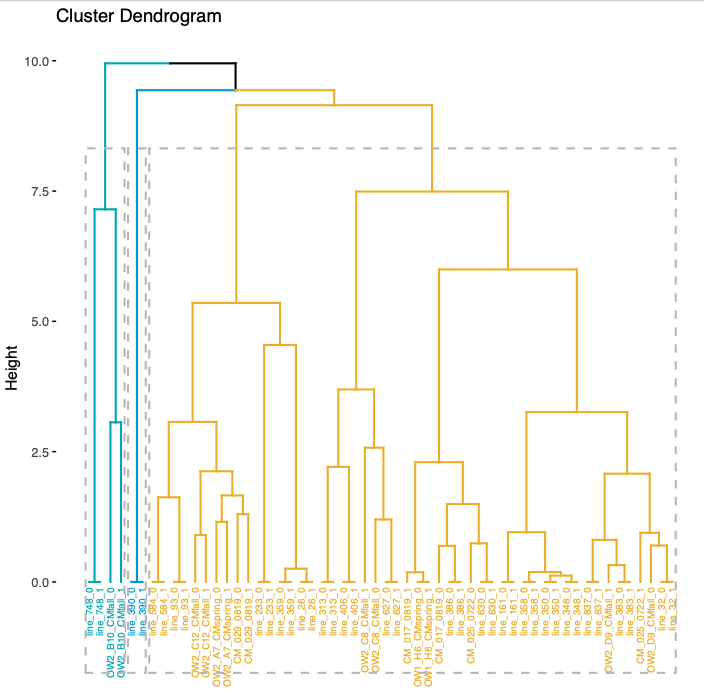 Cluster Dendrogram
10.0
7.5
5.0
2.5
0.0
Height
line_748_0
line_748_1
OW2_B10_CMfall_0
OW2_B10_CMfall_1
line_390_0
line_390_1
line_584_0
line_584_1
line_93_0
line_93_1
OW2_C12_CMfall_0
OW2_C12_CMfall_1
OW2_A7_CMspring_0
OW2_A7_CMspring_1
CM_029_0819_0
CM_029_0819_1
line_233_0
line_233_1
line_359_0
line_359_1
line_26_0
line_26_1
line_313_0
line_313_1
line_406_0
line_406_1
OW2_C8_CMfall_1
OW2_C8_CMfall_0
line_627_0
line_627_1
CM_017_0819_1
OW1_H6_CMspring_0
OW1_H6_CMspring_1
CM_017_0819_0
line_386_0
line_386_1
CM_025_0722_0
line_630_0
line_630_1
line_161_0
line_161_1
line_358_0
line_358_1
line_350_0
line_350_1
line_348_0
line_348_1
line_837_0
line_837_1
OW2_D9_CMfall_1
line_383_0
line_383_1
CM_025_0722_1
OW2_D9_CMfall_0
line_32_0
line_32_1